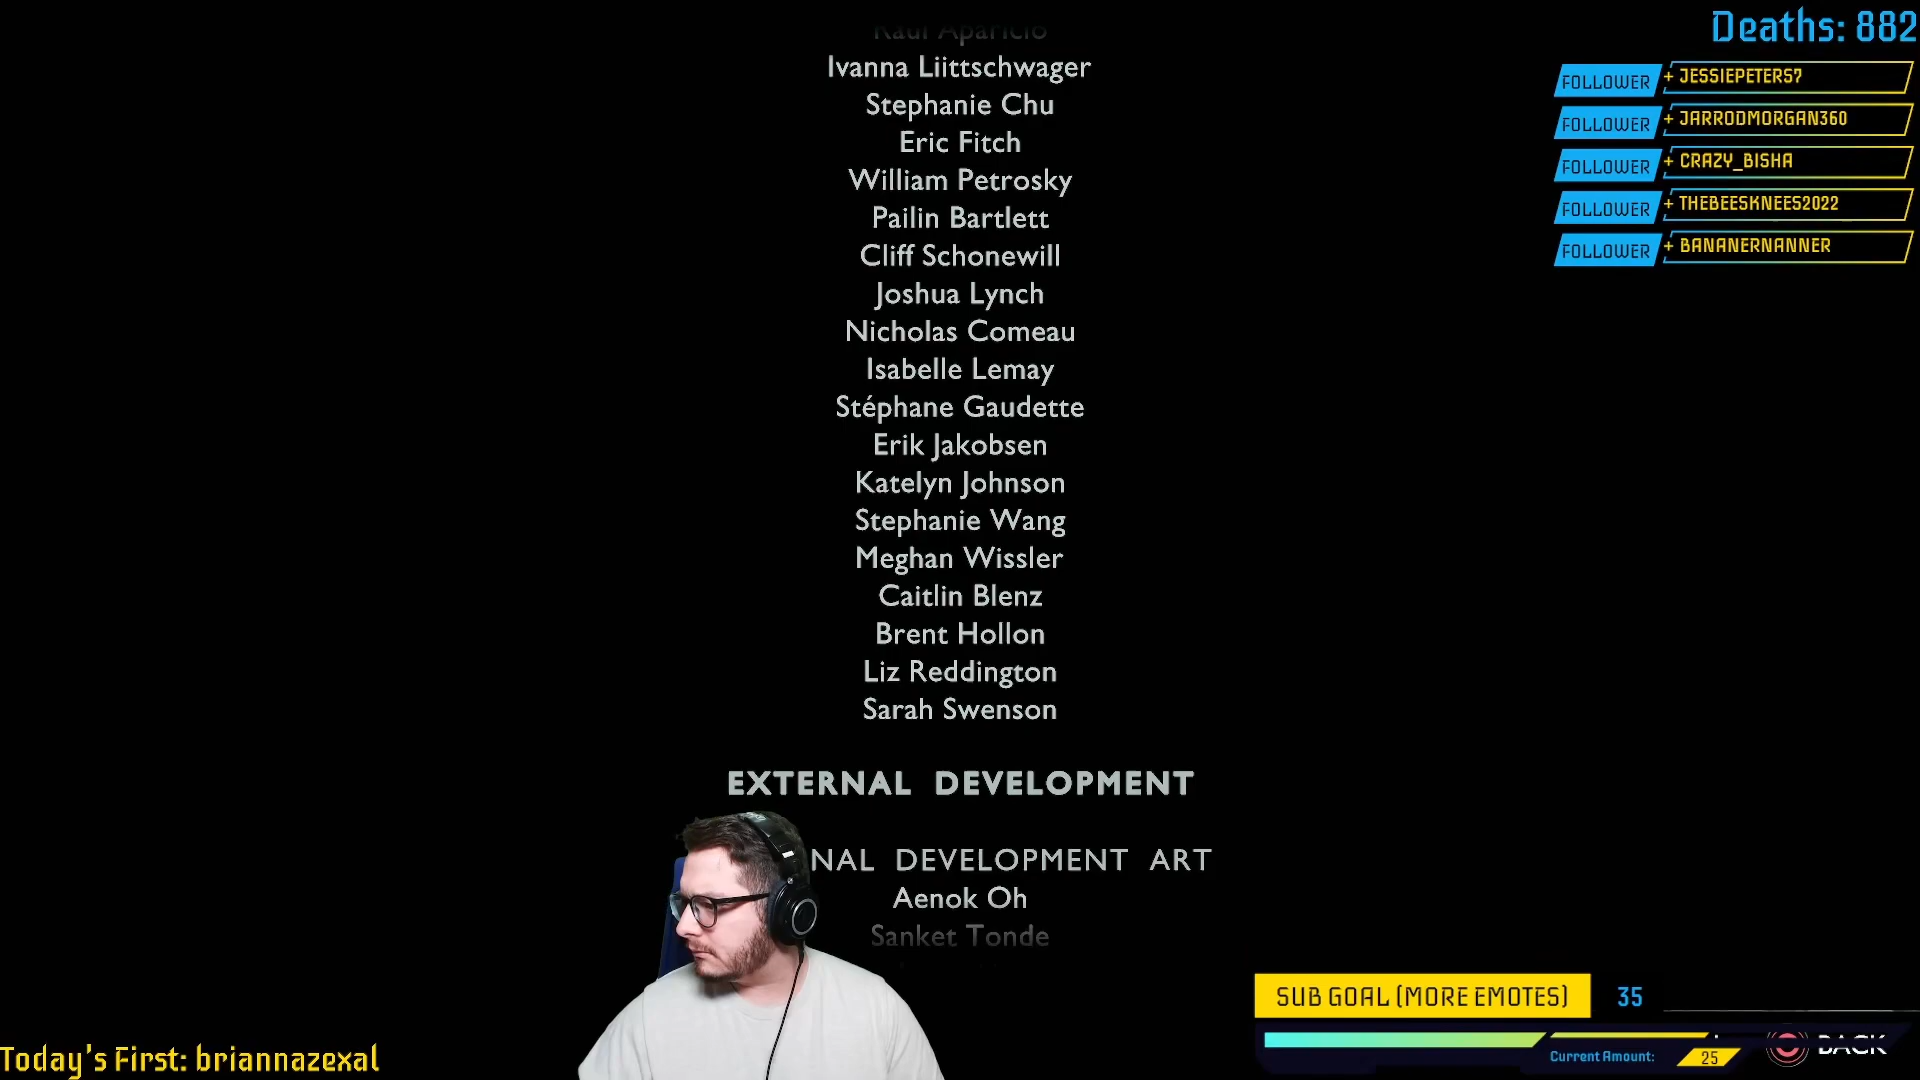 Raul Aparicio
Ivanna Liittschwager
Stephanie Chu
Eric Fitch
William Petrosky
Pailin Bartlett
Cliff Schonewill
Joshua Lynch
Nicholas Comeau
Isabelle Lemay
Stéphane Gaudette
Erik Jakobsen
Katelyn Johnson
Stephanie Wang
Meghan Wissler
Caitlin Blenz
Brent Hollon
Liz Reddington
Sarah Swenson
EXTERNAL DEVELOPMENT
NAL DEVELOPMENT ART
Aenok Oh
Sanket Tonde
Deaths: 882
FOLLOWER + JESSIEPETERS7
FOLLOWER + JARRODMORGAN360
FOLLOWER + CRAZY_BISHA
FOLLOWER + THEBEESKNEES2022
FOLLOWER + BANANERNANNER
SUB GOAL (MORE EMOTES) 35
Current Amount: 25
BACK
Today's First: briannazexal